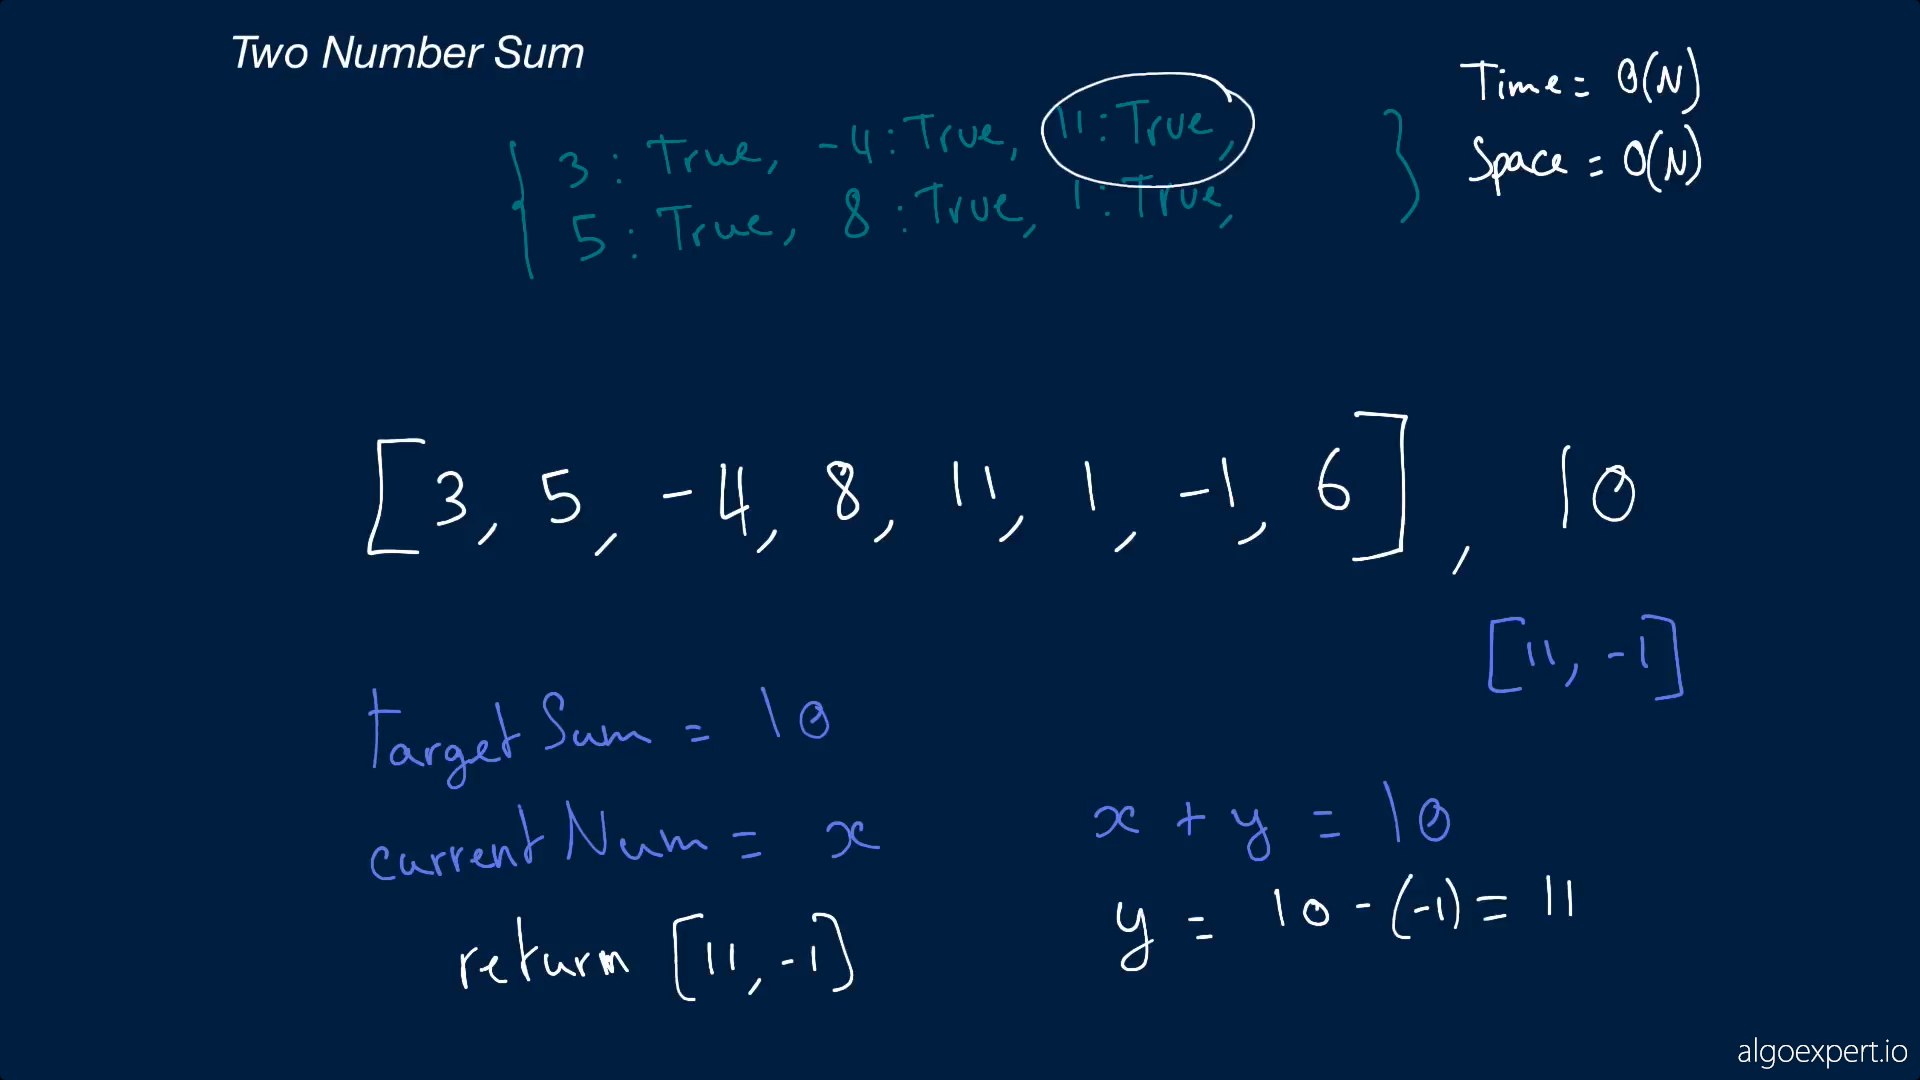 Two Number Sum
Time = O(N)
Space = O(N)
{ 3 : True, -4 : True, 11 : True,
5 : True, 8 : True, 1 : True, }
[3, 5, -4, 8, 11, 1, -1, 6] , 10
[11, -1]
targetSum = 10
currentNum = x
x + y = 10
y = 10 - (-1) = 11
return [11, -1]
algoexpert.io